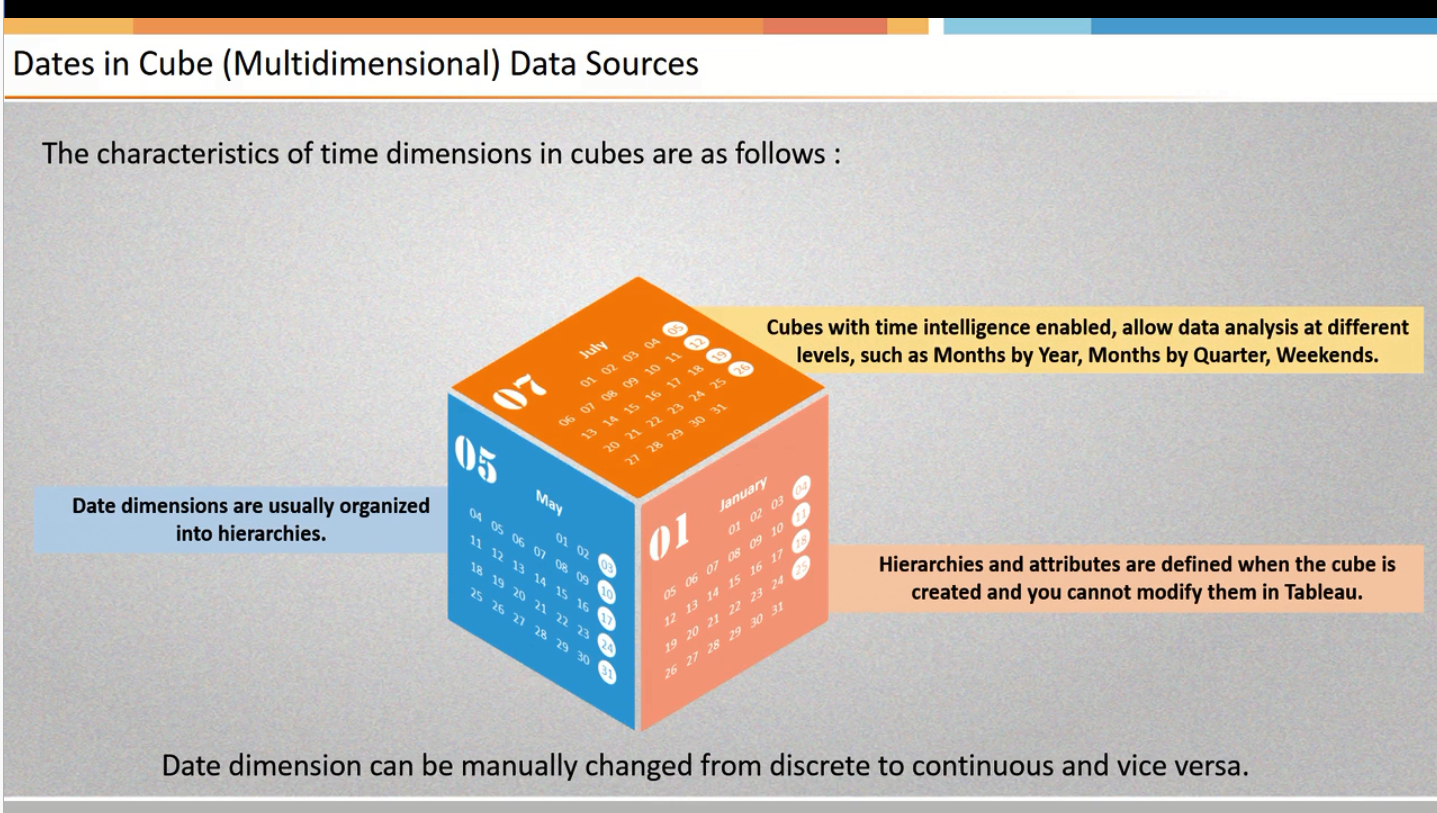 Dates in Cube (Multidimensional) Data Sources
The characteristics of time dimensions in cubes are as follows :
Cubes with time intelligence enabled, allow data analysis at different
levels, such as Months by Year, Months by Quarter, Weekends.
07
July
01 02 03 04 05
06 07 08 09 10 11 12
13 14 15 16 17 18 19
20 21 22 23 24 25 26
27 28 29 30 31
Date dimensions are usually organized
into hierarchies.
05
May
01 02 03
04 05 06 07 08 09 10
11 12 13 14 15 16 17
18 19 20 21 22 23 24
25 26 27 28 29 30 31
01
January
01 02 03 04
05 06 07 08 09 10 11
12 13 14 15 16 17 18
19 20 21 22 23 24 25
26 27 28 29 30 31
Hierarchies and attributes are defined when the cube is
created and you cannot modify them in Tableau.
Date dimension can be manually changed from discrete to continuous and vice versa.